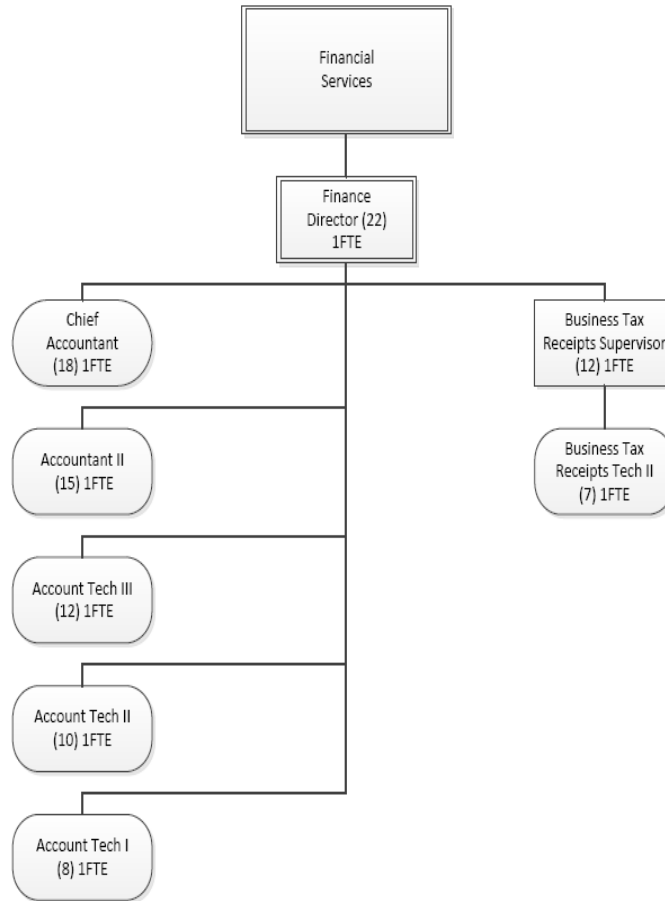 Financial
Services
Finance
Director (22)
1FTE
Chief
Accountant
(18) 1FTE
Business Tax
Receipts Supervisor
(12) 1FTE
Accountant II
(15) 1FTE
Business Tax
Receipts Tech II
(7) 1FTE
Account Tech III
(12) 1FTE
Account Tech II
(10) 1FTE
Account Tech I
(8) 1FTE